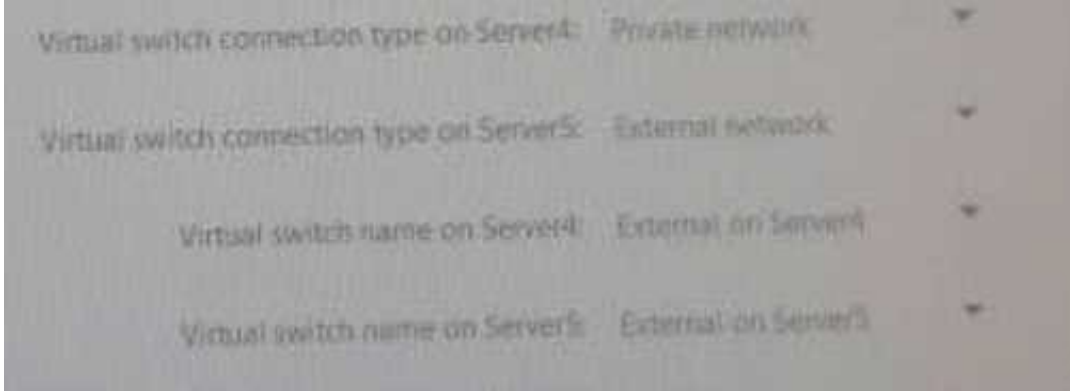 Virtual switch connection type on Server4: Private network
Virtual switch connection type on Server5: External network
Virtual switch name on Server4: External on Server4
Virtual switch name on Server5: External on Server5